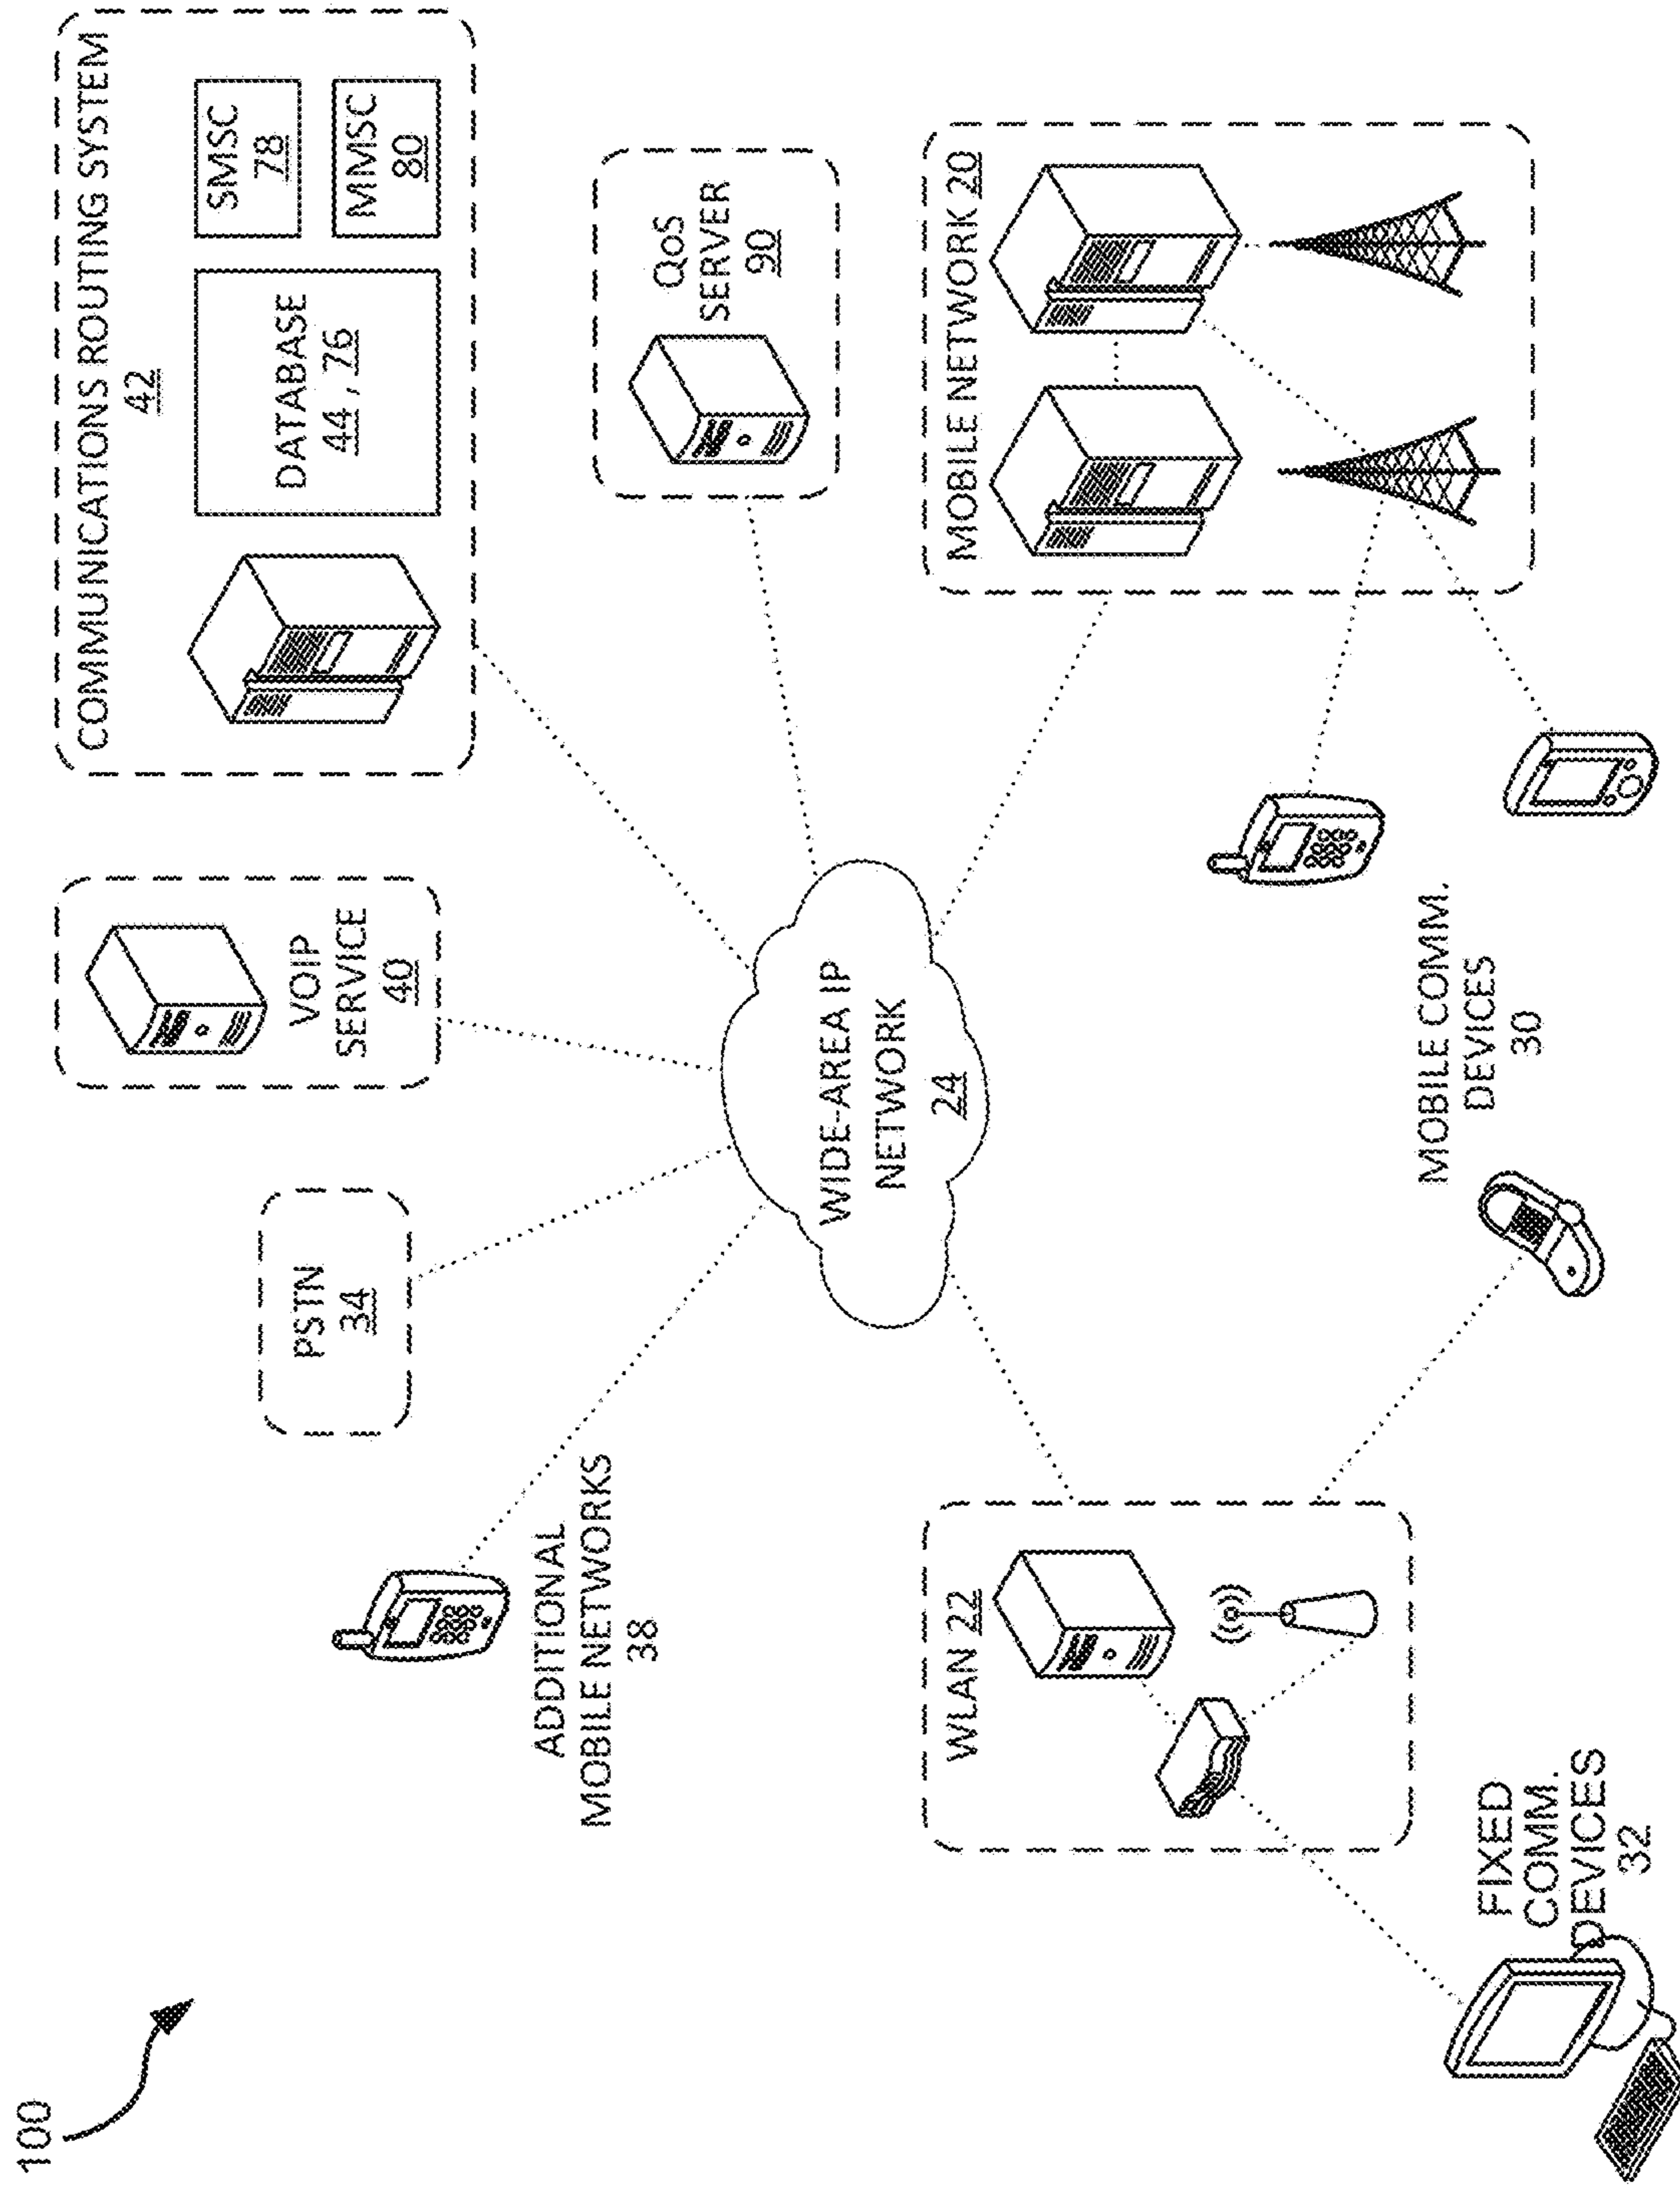 100
ADDITIONAL
MOBILE NETWORKS
38
PSTN
34
VOIP
SERVICE
40
COMMUNICATIONS ROUTING SYSTEM
42
DATABASE
44 , 76
SMSC
78
MMSC
80
QoS
SERVER
90
WIDE-AREA IP
NETWORK
24
WLAN 22
MOBILE NETWORK 20
FIXED
COMM.
DEVICES
32
MOBILE COMM.
DEVICES
30